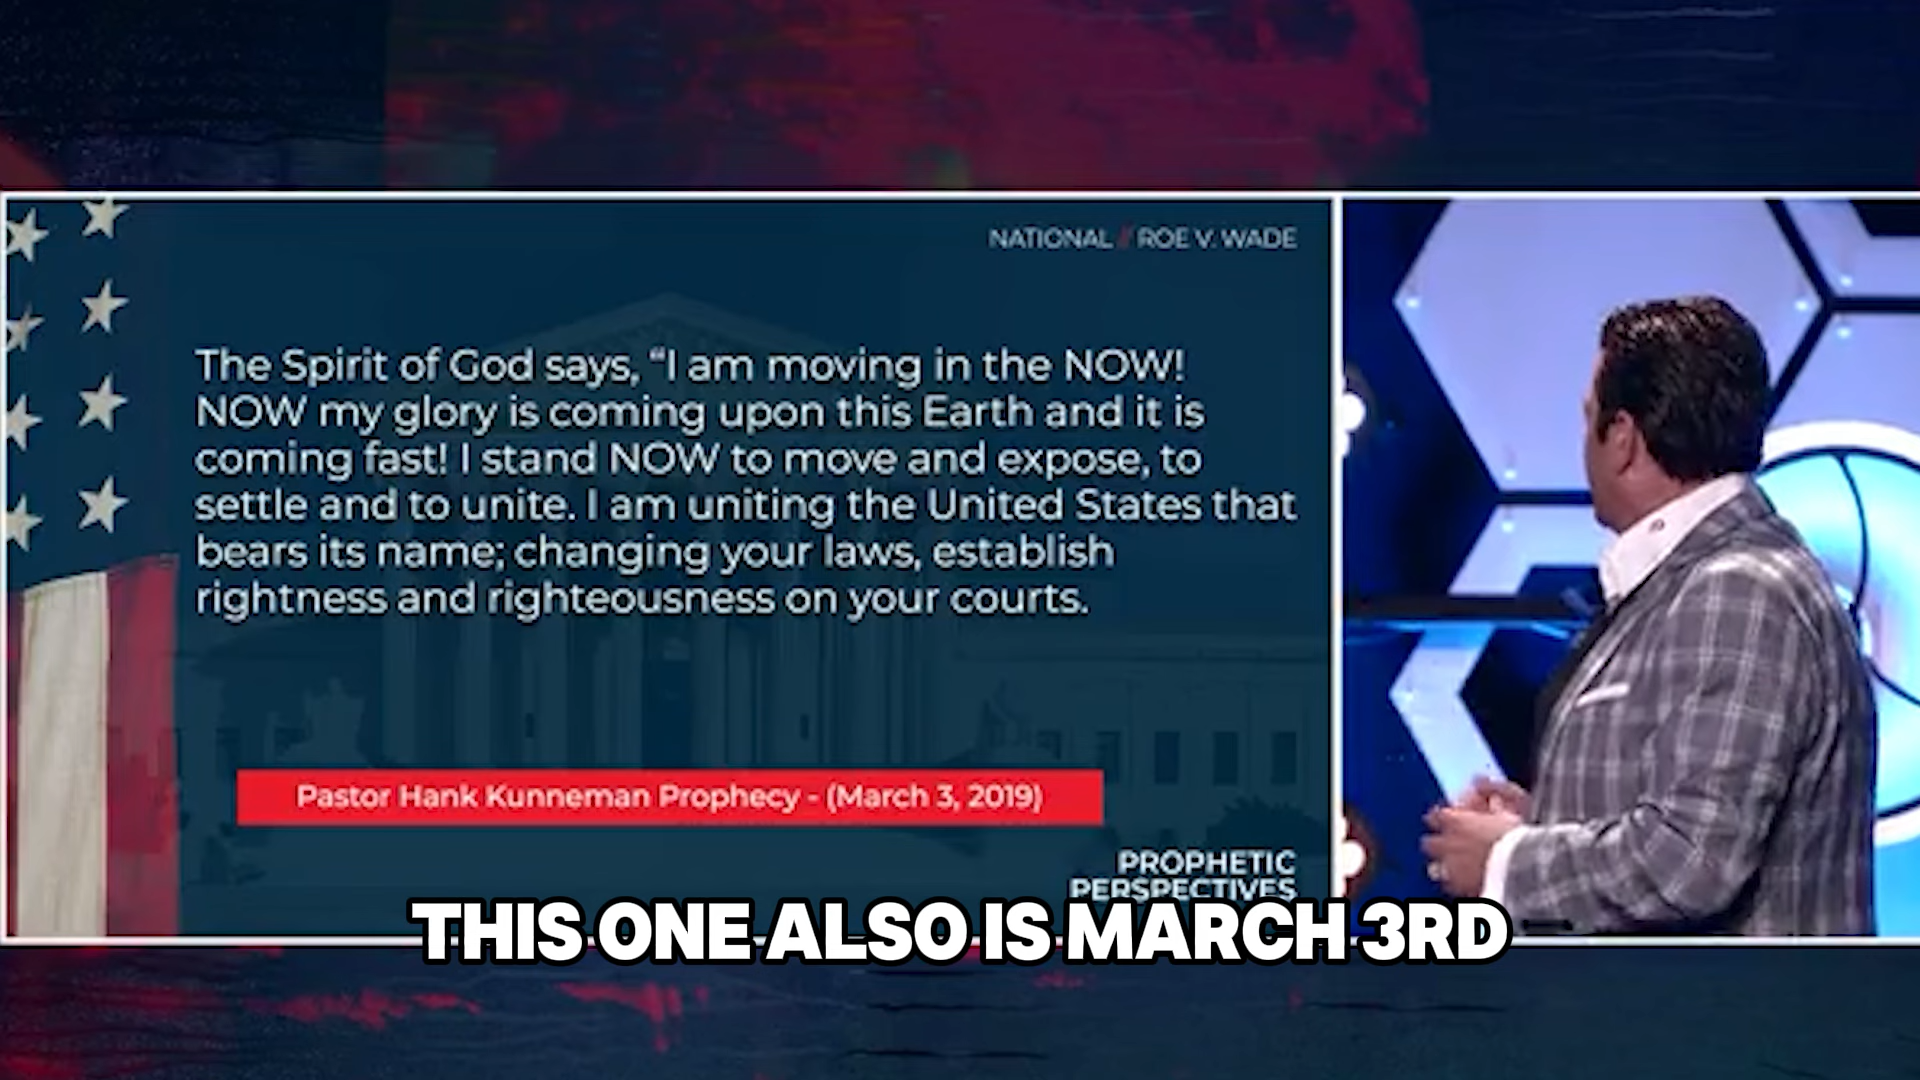 NATIONAL // ROE V. WADE
The Spirit of God says, “I am moving in the NOW!
NOW my glory is coming upon this Earth and it is
coming fast! I stand NOW to move and expose, to
settle and to unite. I am uniting the United States that
bears its name; changing your laws, establish
rightness and righteousness on your courts.
Pastor Hank Kunneman Prophecy - (March 3, 2019)
PROPHETIC
PERSPECTIVES
THIS ONE ALSO IS MARCH 3RD